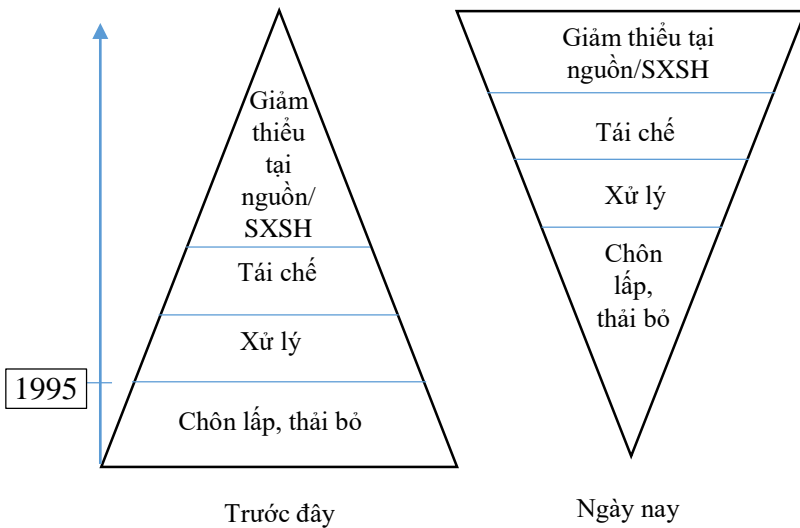 Giảm
thiểu
tại
nguồn/
SXSH
Tái chế
Xử lý
1995
Chôn lấp, thải bỏ
Trước đây
Giảm thiểu tại
nguồn/SXSH
Tái chế
Xử lý
Chôn
lấp,
thải bỏ
Ngày nay